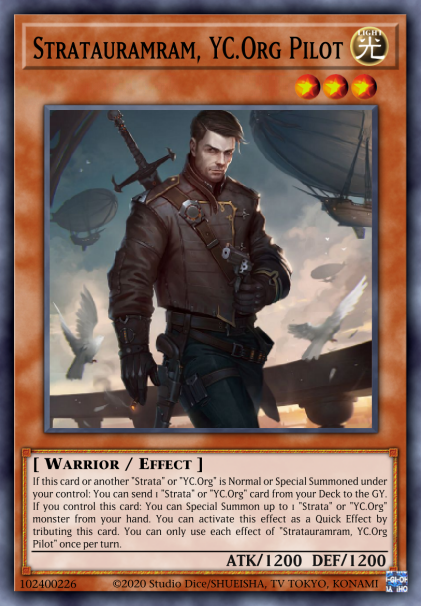 Stratauramram, YC.Org Pilot
LIGHT
光
[ Warrior / Effect ]
If this card or another "Strata" or "YC.Org" is Normal or Special Summoned under
your control: You can send 1 "Strata" or "YC.Org" card from your Deck to the GY.
If you control this card: You can Special Summon up to 1 "Strata" or "YC.Org"
monster from your hand. You can activate this effect as a Quick Effect by
tributing this card. You can only use each effect of "Stratauramram, YC.Org
Pilot" once per turn.
ATK/1200 DEF/1200
102400226 ©2020 Studio Dice/SHUEISHA, TV TOKYO, KONAMI